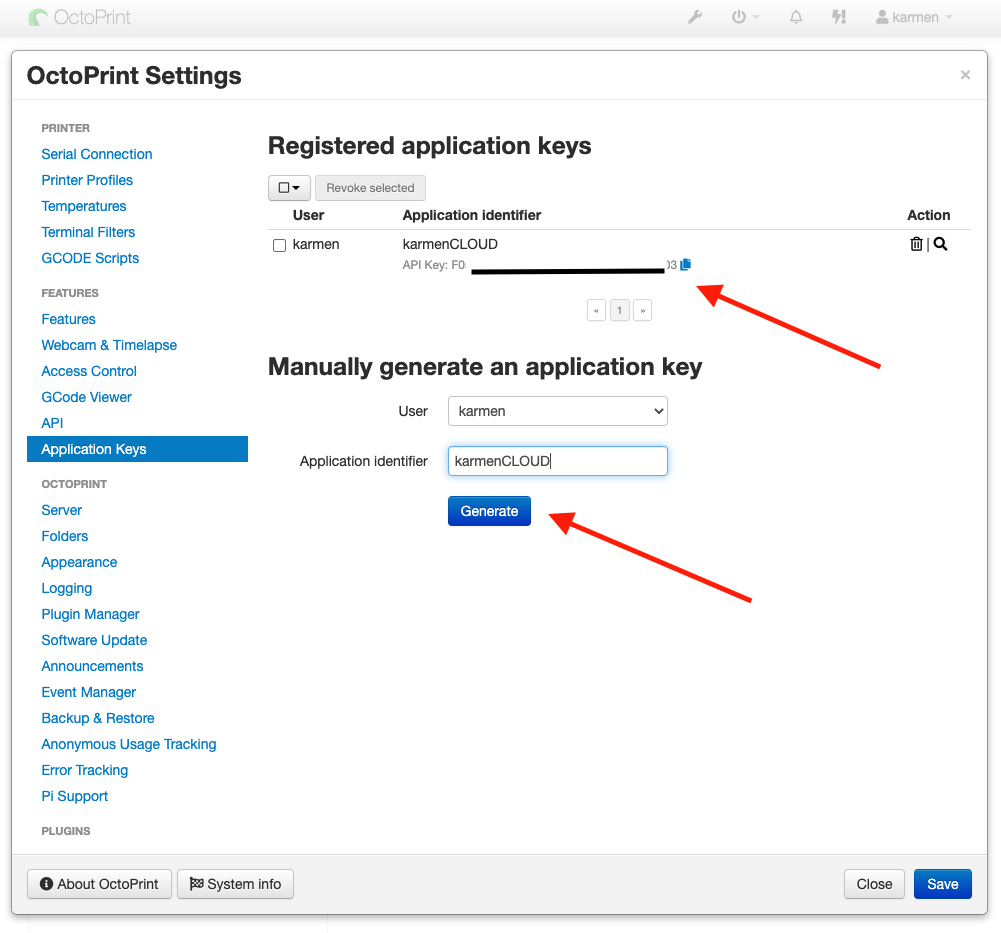 OctoPrint
karmen
OctoPrint Settings
×
PRINTER
Serial Connection
Printer Profiles
Temperatures
Terminal Filters
GCODE Scripts
FEATURES
Features
Webcam & Timelapse
Access Control
GCode Viewer
API
Application Keys
OCTOPRINT
Server
Folders
Appearance
Logging
Plugin Manager
Software Update
Announcements
Event Manager
Backup & Restore
Anonymous Usage Tracking
Error Tracking
Pi Support
PLUGINS
Registered application keys
Revoke selected
User Application identifier Action
karmen karmenCLOUD |
API Key: F0
« 1 »
Manually generate an application key
User karmen
Application identifier karmenCLOUD
Generate
About OctoPrint System info Close Save